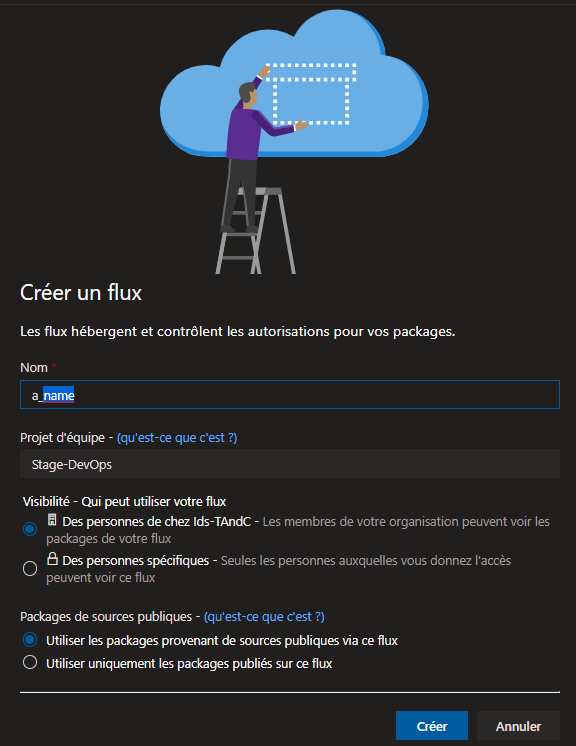 Créer un flux
Les flux hébergent et contrôlent les autorisations pour vos packages.
Nom *
a_name
Projet d'équipe - (qu'est-ce que c'est ?)
Stage-DevOps
Visibilité - Qui peut utiliser votre flux
Des personnes de chez Ids-TAndC - Les membres de votre organisation peuvent voir les
packages de votre flux
Des personnes spécifiques - Seules les personnes auxquelles vous donnez l'accès
peuvent voir ce flux
Packages de sources publiques - (qu'est-ce que c'est ?)
Utiliser les packages provenant de sources publiques via ce flux
Utiliser uniquement les packages publiés sur ce flux
Créer
Annuler